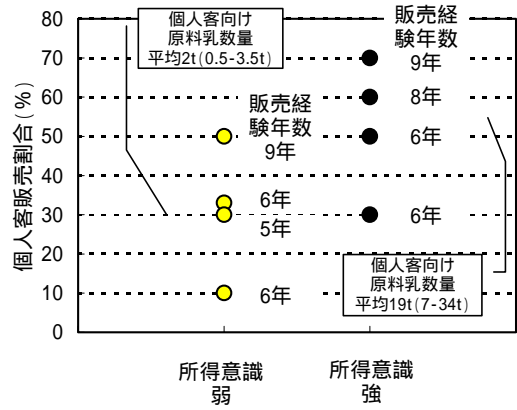 個人客販売割合(%)
80
70
60
50
40
30
20
10
0
個人客向け
原料乳数量
平均2t(0.5-3.5t)
販売経
験年数
9年
6年
5年
6年
販売経
験年数
9年
8年
6年
6年
個人客向け
原料乳数量
平均19t(7-34t)
所得意識
弱
所得意識
強